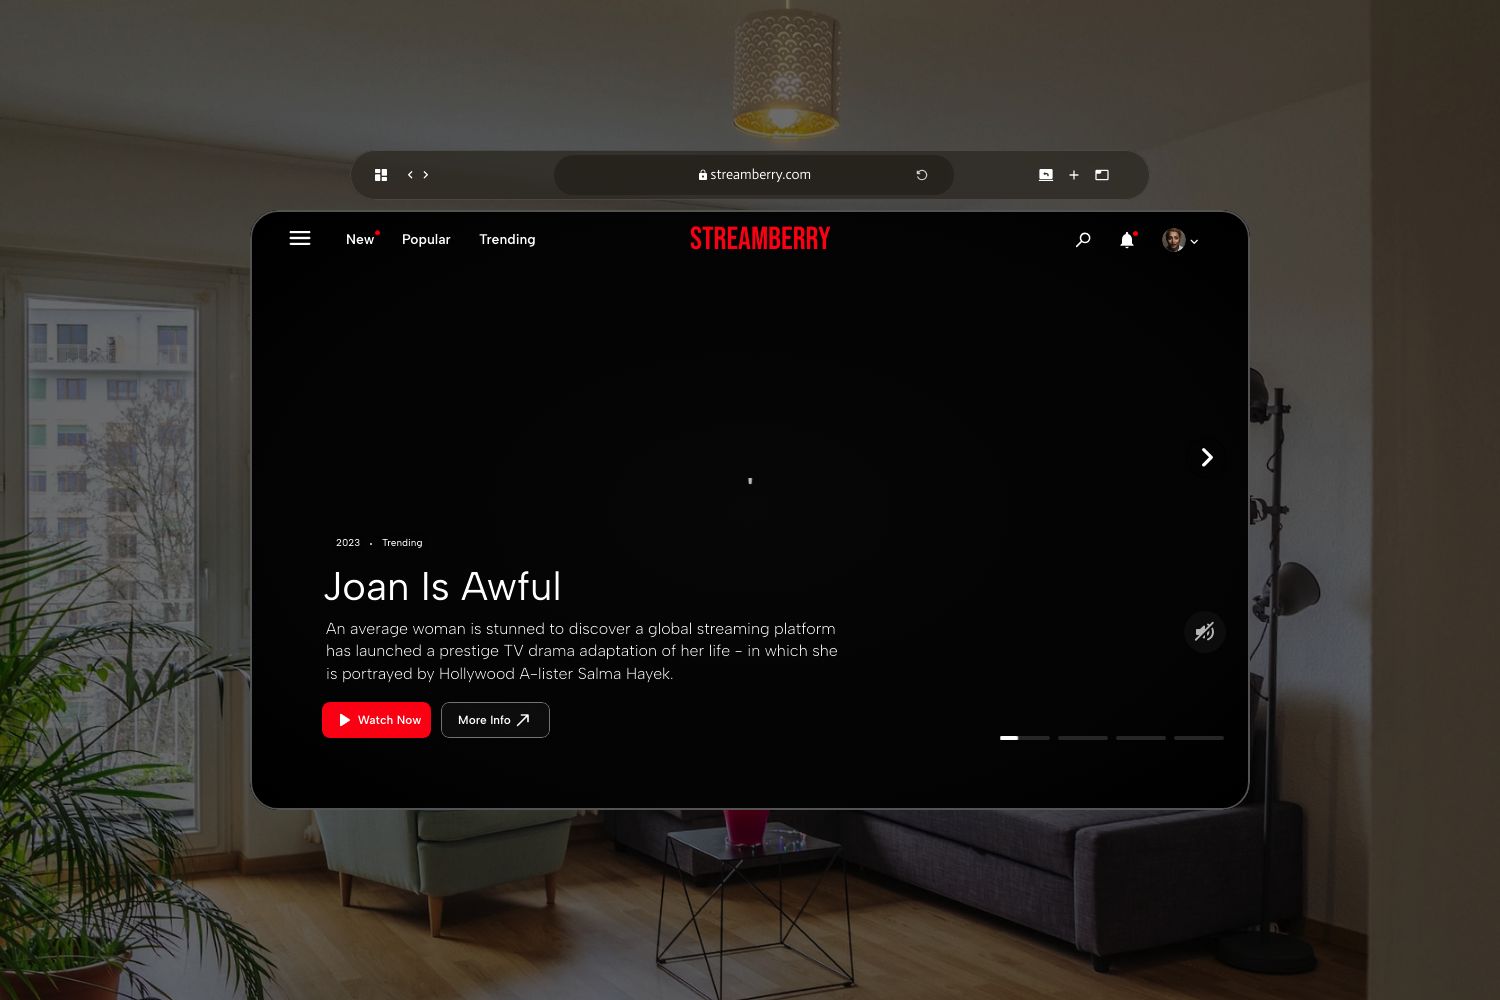 streamberry.com
New Popular Trending STREAMBERRY
2023 • Trending
Joan Is Awful
An average woman is stunned to discover a global streaming platform
has launched a prestige TV drama adaptation of her life – in which she
is portrayed by Hollywood A-lister Salma Hayek.
Watch Now More Info